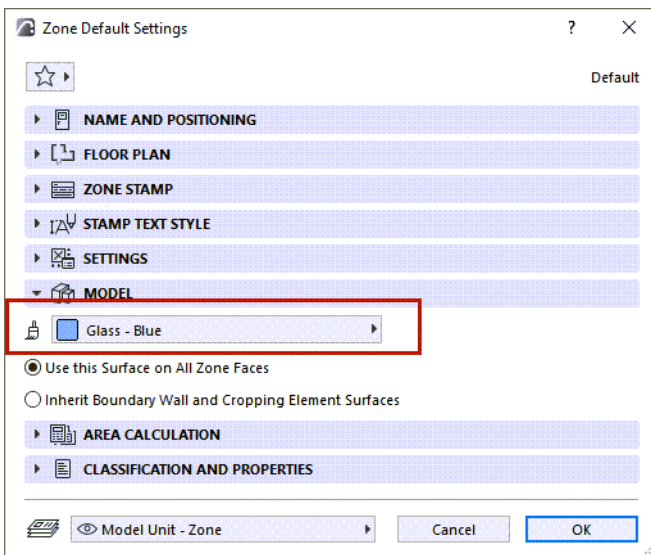 Zone Default Settings
?
Default
NAME AND POSITIONING
FLOOR PLAN
ZONE STAMP
STAMP TEXT STYLE
SETTINGS
MODEL
Glass - Blue
Use this Surface on All Zone Faces
Inherit Boundary Wall and Cropping Element Surfaces
AREA CALCULATION
CLASSIFICATION AND PROPERTIES
Model Unit - Zone
Cancel
OK